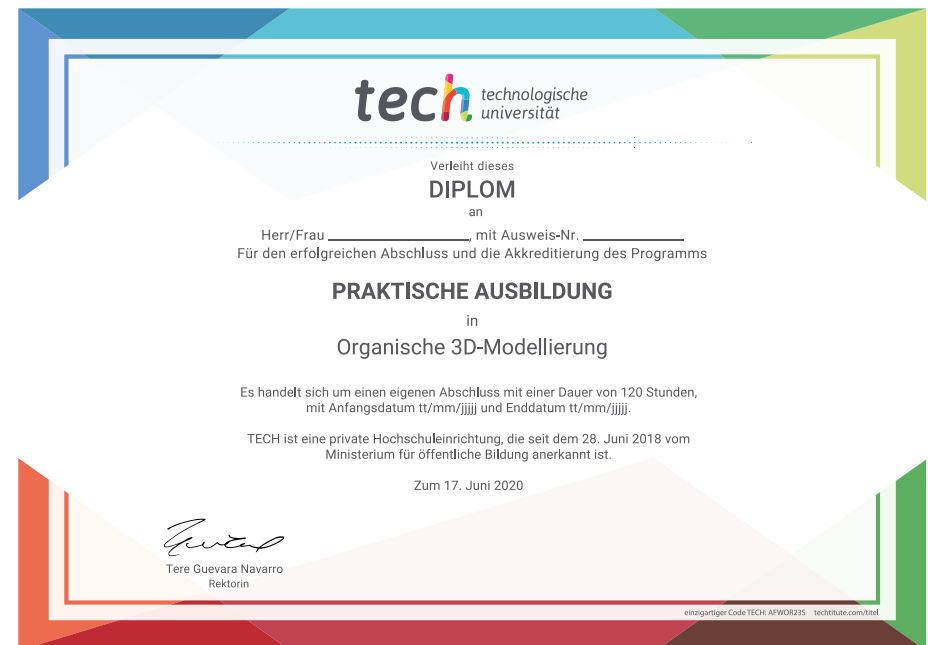 tech technologische
universität
Verleiht dieses
DIPLOM
an
Herr/Frau ____________________, mit Ausweis-Nr. ______________
Für den erfolgreichen Abschluss und die Akkreditierung des Programms
PRAKTISCHE AUSBILDUNG
in
Organische 3D-Modellierung
Es handelt sich um einen eigenen Abschluss mit einer Dauer von 120 Stunden,
mit Anfangsdatum tt/mm/jjjjj und Enddatum tt/mm/jjjjj.
TECH ist eine private Hochschuleinrichtung, die seit dem 28. Juni 2018 vom
Ministerium für öffentliche Bildung anerkannt ist.
Zum 17. Juni 2020
Tere Guevara Navarro
Rektorin
einzigartiger Code TECH: AFWOR23S techtitute.com/titel